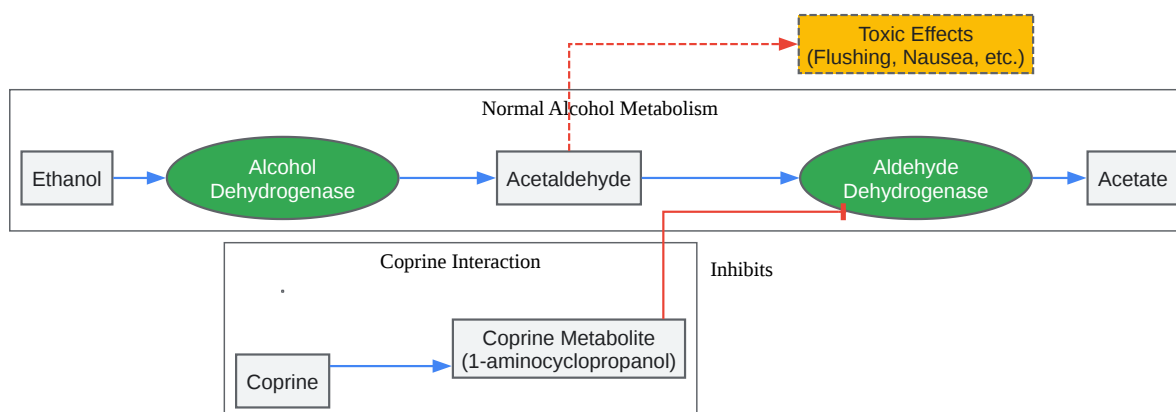 Toxic Effects
(Flushing, Nausea, etc.)
Normal Alcohol Metabolism
Ethanol
Alcohol
Dehydrogenase
Acetaldehyde
Aldehyde
Dehydrogenase
Acetate
Coprine Interaction
Inhibits
Coprine Metabolite
(1-aminocyclopropanol)
Coprine